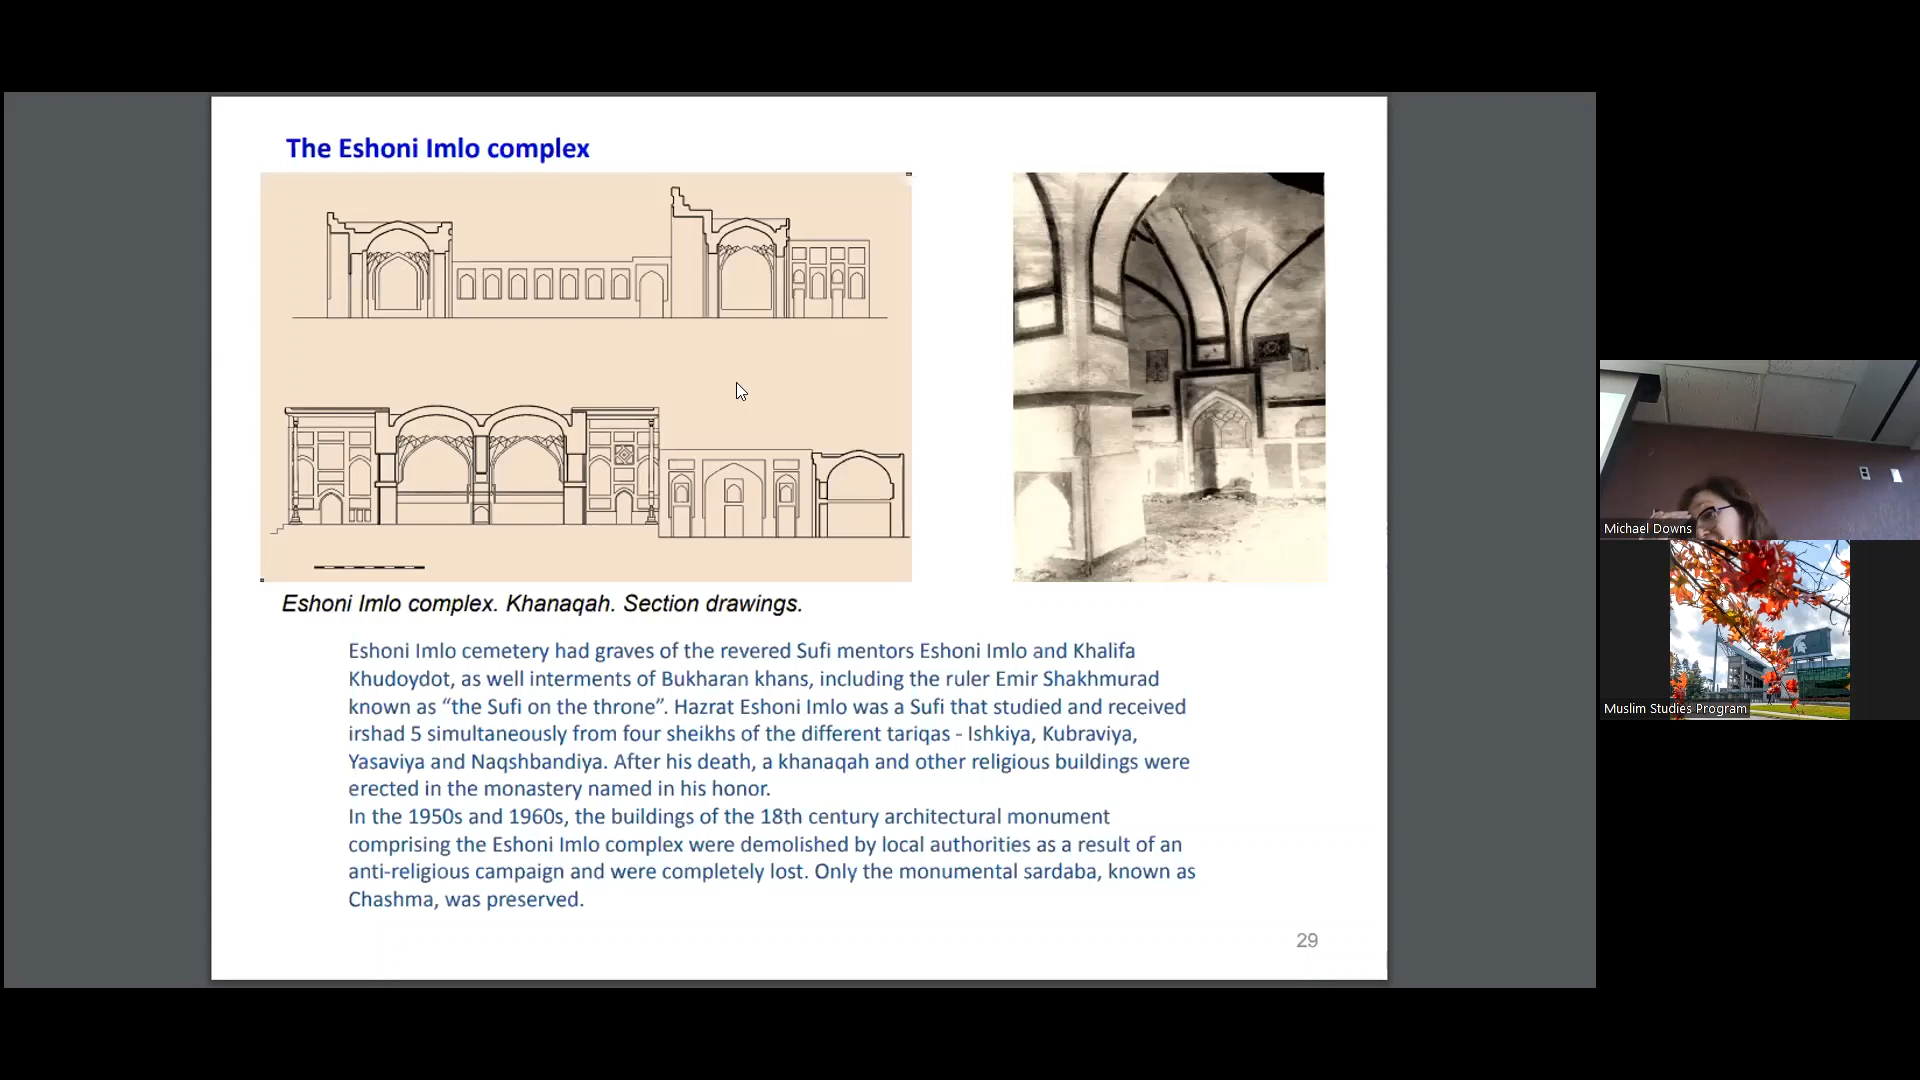 The Eshoni Imlo complex
Eshoni Imlo complex. Khanaqah. Section drawings.
Eshoni Imlo cemetery had graves of the revered Sufi mentors Eshoni Imlo and Khalifa
Khudoydot, as well interments of Bukharan khans, including the ruler Emir Shakhmurad
known as “the Sufi on the throne”. Hazrat Eshoni Imlo was a Sufi that studied and received
irshad 5 simultaneously from four sheikhs of the different tariqas - Ishkiya, Kubraviya,
Yasaviya and Naqshbandiya. After his death, a khanaqah and other religious buildings were
erected in the monastery named in his honor.
In the 1950s and 1960s, the buildings of the 18th century architectural monument
comprising the Eshoni Imlo complex were demolished by local authorities as a result of an
anti-religious campaign and were completely lost. Only the monumental sardaba, known as
Chashma, was preserved.
29
Michael Downs
Muslim Studies Program